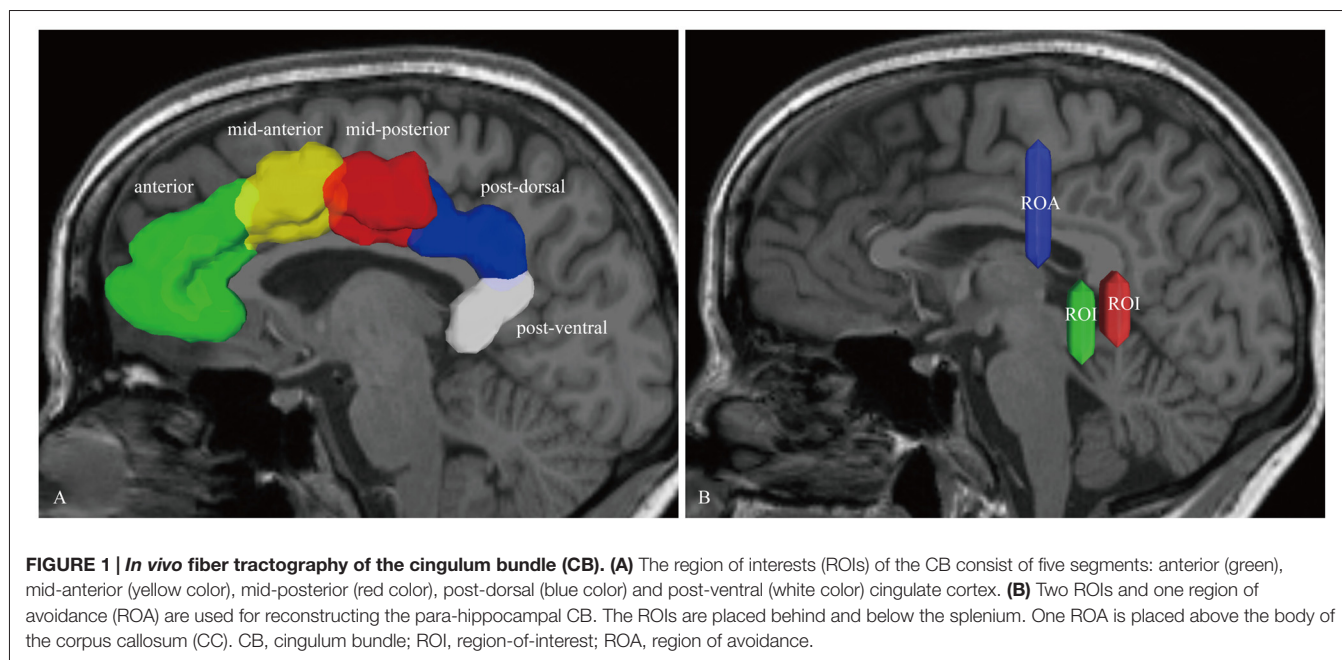 mid-anterior mid-posterior
anterior
post-dorsal
post-ventral
A
ROA
ROI
ROI
B
FIGURE 1 | In vivo fiber tractography of the cingulum bundle (CB). (A) The region of interests (ROIs) of the CB consist of five segments: anterior (green),
mid-anterior (yellow color), mid-posterior (red color), post-dorsal (blue color) and post-ventral (white color) cingulate cortex. (B) Two ROIs and one region of
avoidance (ROA) are used for reconstructing the para-hippocampal CB. The ROIs are placed behind and below the splenium. One ROA is placed above the body of
the corpus callosum (CC). CB, cingulum bundle; ROI, region-of-interest; ROA, region of avoidance.